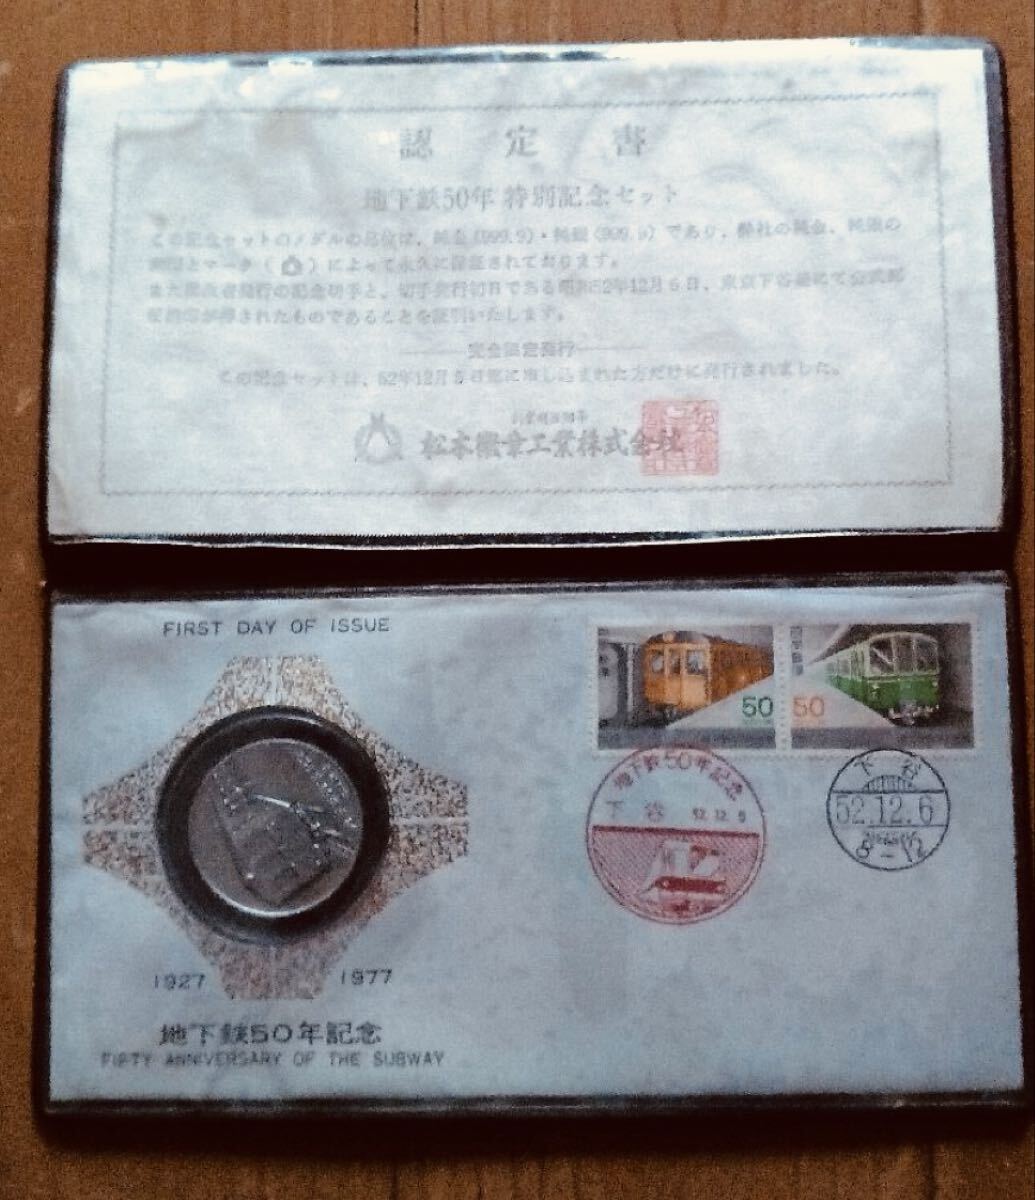 認定書
地下鉄50年 特別記念セット
この記念セットのメダルの品位は、純金(999.9)・純銀(999.9)であり、弊社の純金、純銀の
刻印とマーク( )によって永久に保証されております。
また郵政省発行の記念切手と、切手発行初日である昭和52年12月6日、東京下谷局にて公式記
念消印が押されたものであることを証明いたします。
完全限定発行
この記念セットは、52年12月5日迄に申し込まれた方だけに発行されました。
松本徽章工業株式会社
FIRST DAY OF ISSUE
50
日本郵便
50
地下鉄50年記念
下谷 52.12.6
下谷
52.12.6
8-12
1927
1977
地下鉄50年記念
FIFTY ANNIVERSARY OF THE SUBWAY